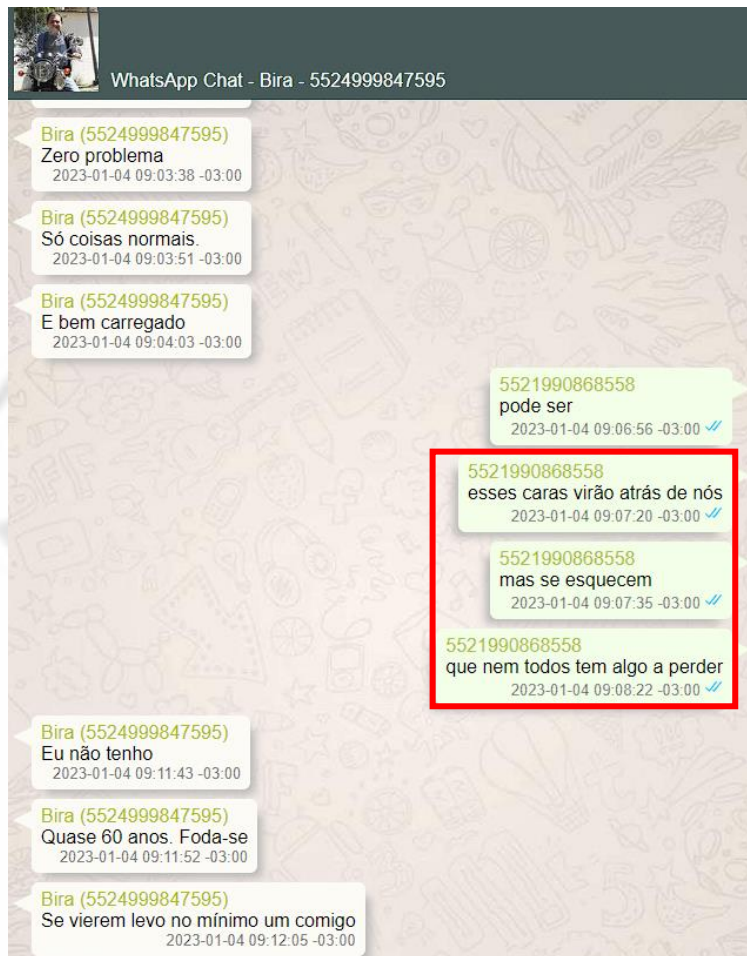 WhatsApp Chat - Bira - 5524999847595
Bira (5524999847595)
Zero problema
2023-01-04 09:03:38 -03:00
Bira (5524999847595)
Só coisas normais.
2023-01-04 09:03:51 -03:00
Bira (5524999847595)
E bem carregado
2023-01-04 09:04:03 -03:00
5521990868558
pode ser
2023-01-04 09:06:56 -03:00
5521990868558
esses caras virão atrás de nós
2023-01-04 09:07:20 -03:00
5521990868558
mas se esquecem
2023-01-04 09:07:35 -03:00
5521990868558
que nem todos tem algo a perder
2023-01-04 09:08:22 -03:00
Bira (5524999847595)
Eu não tenho
2023-01-04 09:11:43 -03:00
Bira (5524999847595)
Quase 60 anos. Foda-se
2023-01-04 09:11:52 -03:00
Bira (5524999847595)
Se vierem levo no mínimo um comigo
2023-01-04 09:12:05 -03:00